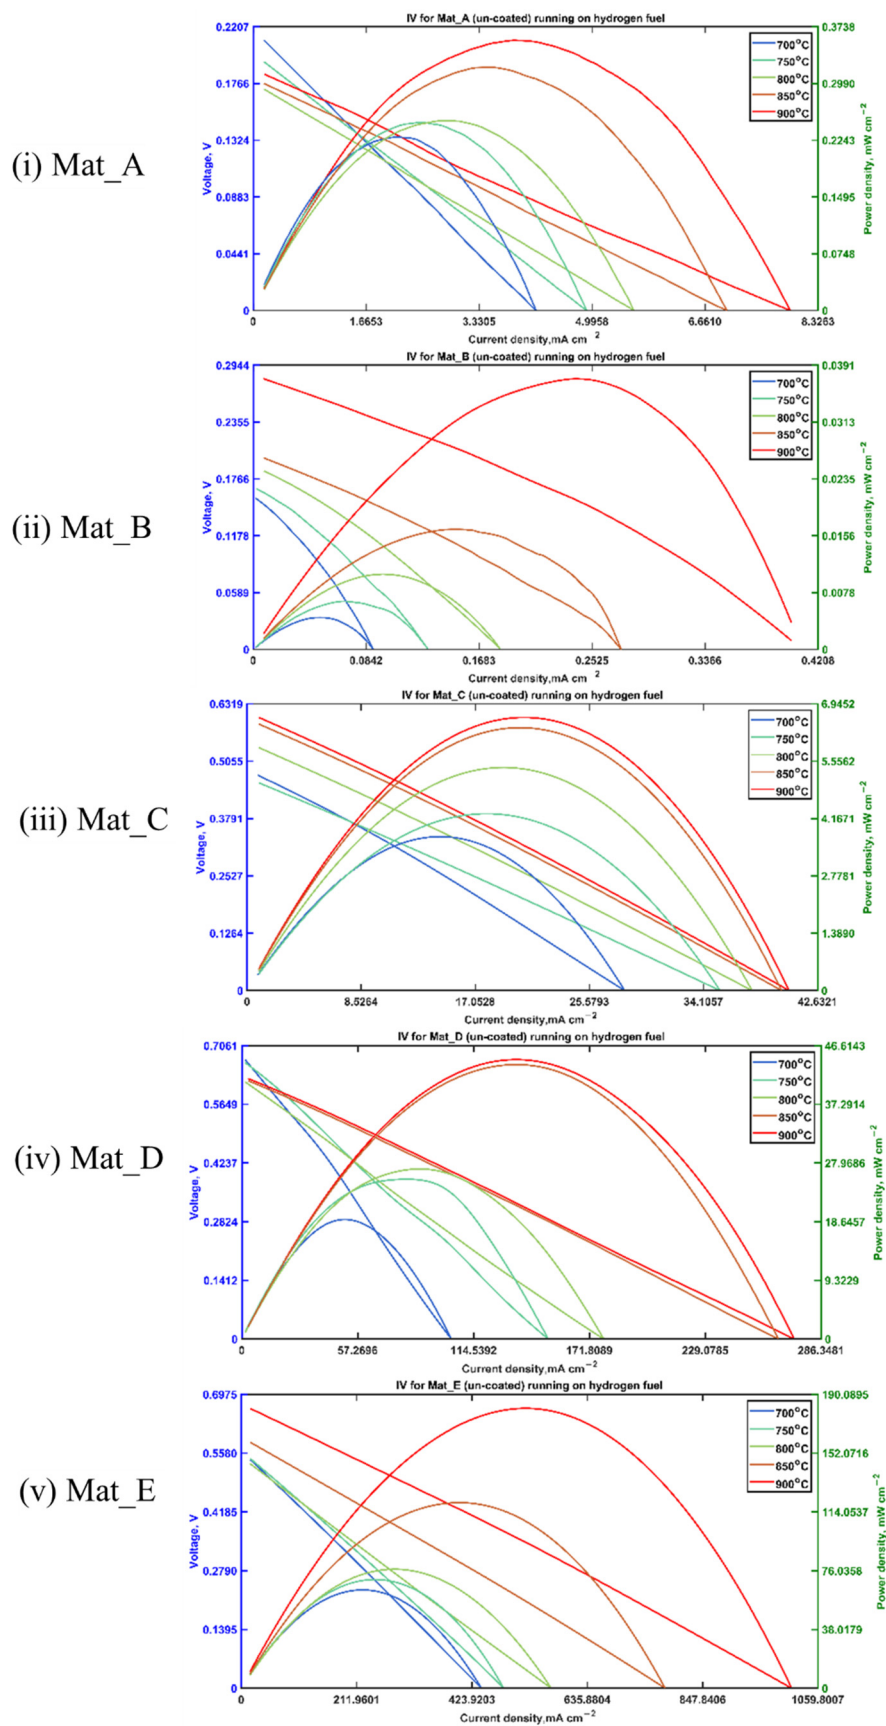 (i) Mat_A
IV for Mat_A (un-coated) running on hydrogen fuel
0.2207
0.1766
0.1324
0.0883
0.0441
0
Voltage, V
0.3738
0.2990
0.2243
0.1495
0.0748
0
Power density, mW cm-2
700°C
750°C
800°C
850°C
900°C
0 1.6653 3.3305 4.9958 6.6610 8.3263
Current density,mA cm-2
(ii) Mat_B
IV for Mat_B (un-coated) running on hydrogen fuel
0.2944
0.2355
0.1766
0.1178
0.0589
0
Voltage, V
0.0391
0.0313
0.0235
0.0156
0.0078
0
Power density, mW cm-2
700°C
750°C
800°C
850°C
900°C
0 0.0842 0.1683 0.2525 0.3366 0.4208
Current density,mA cm-2
(iii) Mat_C
IV for Mat_C (un-coated) running on hydrogen fuel
0.6319
0.5055
0.3791
0.2527
0.1264
0
Voltage, V
6.9452
5.5562
4.1671
2.7781
1.3890
0
Power density, mW cm-2
700°C
750°C
800°C
850°C
900°C
0 8.5264 17.0528 25.5793 34.1057 42.6321
Current density,mA cm-2
(iv) Mat_D
IV for Mat_D (un-coated) running on hydrogen fuel
0.7061
0.5649
0.4237
0.2824
0.1412
0
Voltage, V
46.6143
37.2914
27.9686
18.6457
9.3229
0
Power density, mW cm-2
700°C
750°C
800°C
850°C
900°C
0 57.2696 114.5392 171.8089 229.0785 286.3481
Current density,mA cm-2
(v) Mat_E
IV for Mat_E (un-coated) running on hydrogen fuel
0.6975
0.5580
0.4185
0.2790
0.1395
0
Voltage, V
190.0895
152.0716
114.0537
76.0358
38.0179
0
Power density, mW cm-2
700°C
750°C
800°C
850°C
900°C
0 211.9601 423.9203 635.8804 847.8406 1059.8007
Current density,mA cm-2